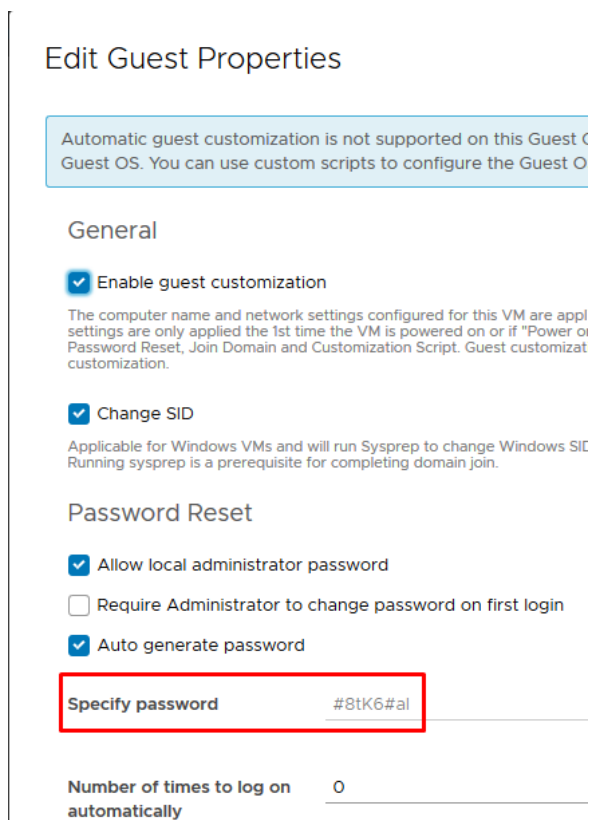 Edit Guest Properties
Automatic guest customization is not supported on this Guest
Guest OS. You can use custom scripts to configure the Guest O
General
Enable guest customization
The computer name and network settings configured for this VM are appl
settings are only applied the 1st time the VM is powered on or if "Power o
Password Reset, Join Domain and Customization Script. Guest customizat
customization.
Change SID
Applicable for Windows VMs and will run Sysprep to change Windows SID
Running sysprep is a prerequisite for completing domain join.
Password Reset
Allow local administrator password
Require Administrator to change password on first login
Auto generate password
Specify password #8tK6#al
Number of times to log on 0
automatically